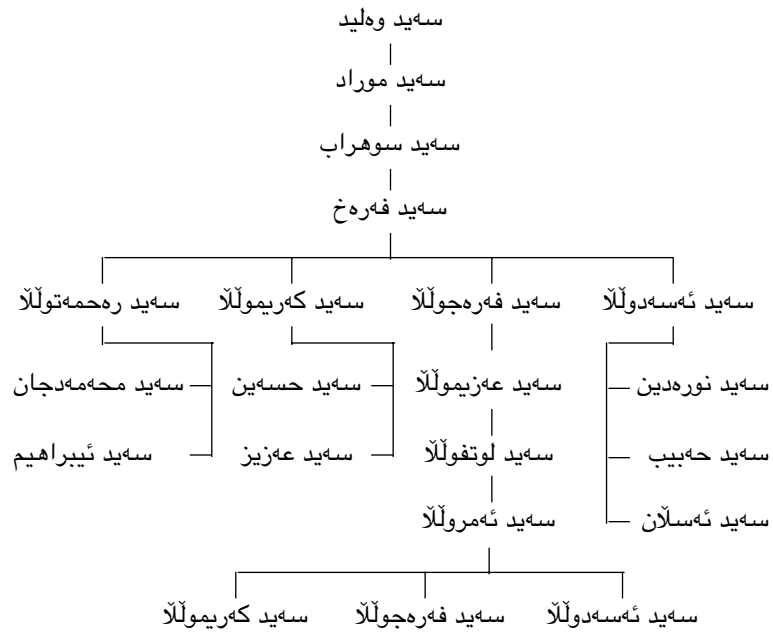 سەید وەلید
سەید موراد
سەید سوهراب
سەید فەرەخ
سەید ئەسەدوڵڵا سەید فەرەجوڵڵا سەید کەریموڵڵا سەید رەحمەتوڵڵا
سەید نورەدین سەید عەزیموڵڵا سەید حسەین سەید محەمەدجان
سەید حەبیب سەید لوتفوڵڵا سەید عەزیز سەید ئیبراهیم
سەید ئەسڵان سەید ئەمروڵڵا
سەید ئەسەدوڵڵا سەید فەرەجوڵڵا سەید کەریموڵڵا